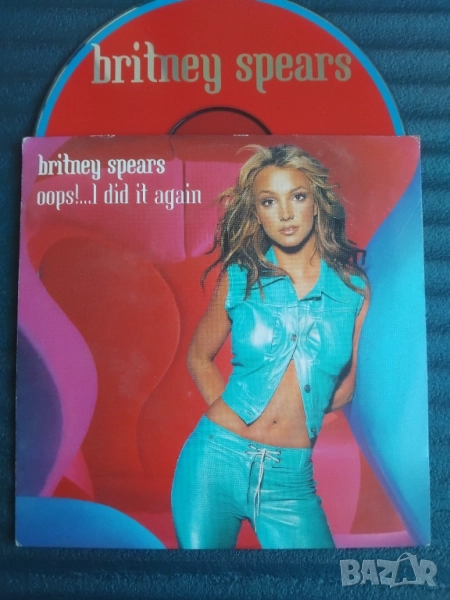 britney spears
britney spears
oops!...I did it again
BAZAR